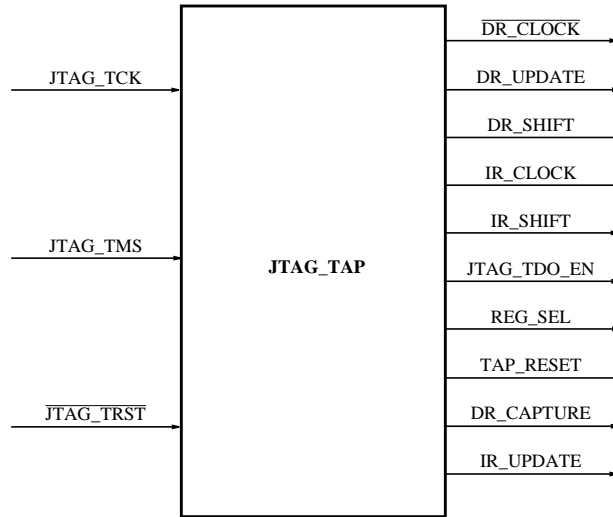 DR_CLOCK
JTAG_TCK
DR_UPDATE
DR_SHIFT
IR_CLOCK
IR_SHIFT
JTAG_TMS
JTAG_TAP
JTAG_TDO_EN
REG_SEL
TAP_RESET
JTAG_TRST
DR_CAPTURE
IR_UPDATE